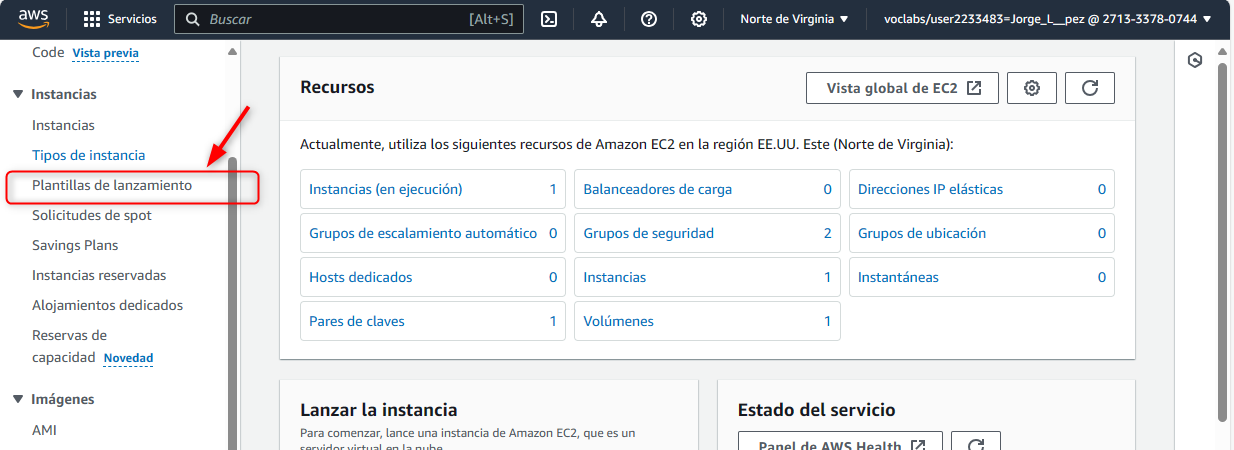 aws
Servicios
Buscar [Alt+S]
Norte de Virginia
voclabs/user2233483=Jorge_L__pez @ 2713-3378-0744
Code Vista previa
Instancias
Instancias
Tipos de instancia
Plantillas de lanzamiento
Solicitudes de spot
Savings Plans
Instancias reservadas
Alojamientos dedicados
Reservas de
capacidad Novedad
Imágenes
AMI
Recursos
Vista global de EC2
Actualmente, utiliza los siguientes recursos de Amazon EC2 en la región EE.UU. Este (Norte de Virginia):
Instancias (en ejecución) 1
Balanceadores de carga 0
Direcciones IP elásticas 0
Grupos de escalamiento automático 0
Grupos de seguridad 2
Grupos de ubicación 0
Hosts dedicados 0
Instancias 1
Instantáneas 0
Pares de claves 1
Volúmenes 1
Lanzar la instancia
Para comenzar, lance una instancia de Amazon EC2, que es un
servidor virtual en la nube.
Estado del servicio
Panel de AWS Health